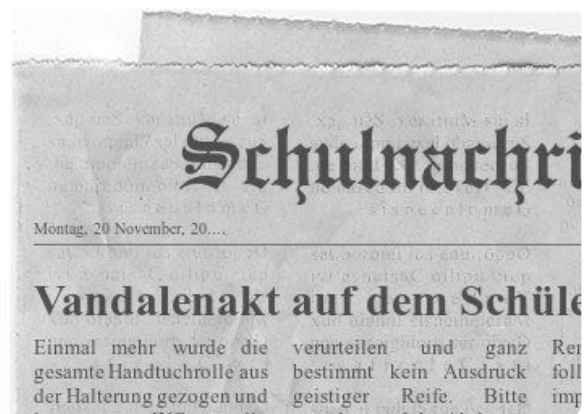 Schulnachri
Montag, 20 November, 20....
Vandalenakt auf dem Schüle
Einmal mehr wurde die
gesamte Handtuchrolle aus
der Halterung gezogen und
verurteilen und ganz
bestimmt kein Ausdruck
geistiger Reife. Bitte
Rem
foll
imp